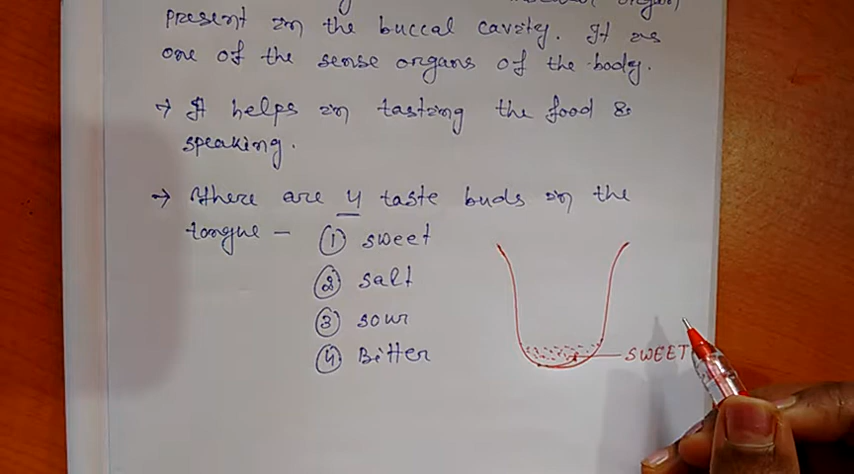 organ
present in the buccal cavity. It is
one of the sense organs of the body.
→ It helps in tasting the food &
speaking.
→ There are 4 taste buds in the
tongue – ① sweet
② salt
③ sour
④ Bitter
SWEET